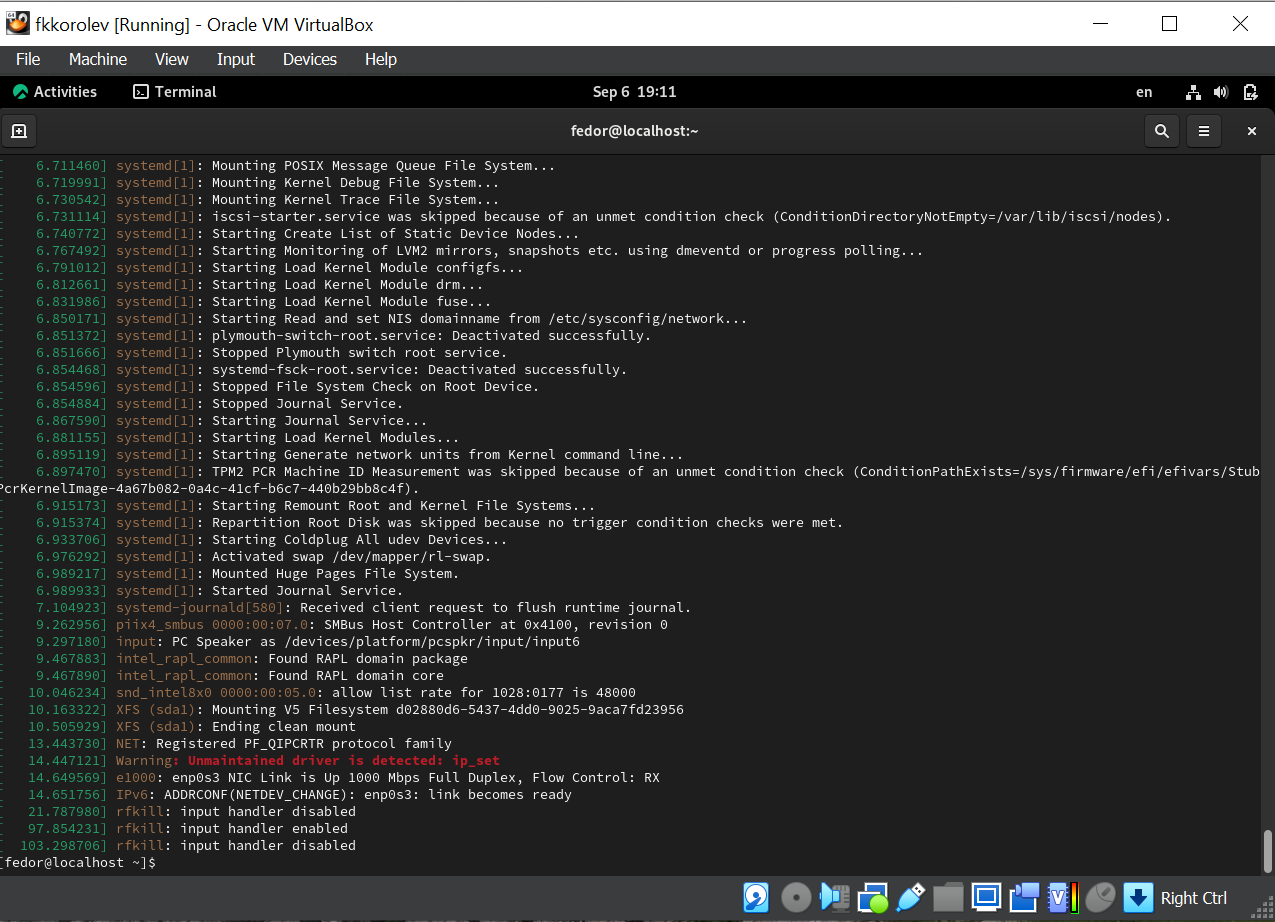 fkkorolev [Running] - Oracle VM VirtualBox
File Machine View Input Devices Help
Activities Terminal Sep 6 19:11 en
fedor@localhost:~
[ 6.711460] systemd[1]: Mounting POSIX Message Queue File System...
[ 6.719991] systemd[1]: Mounting Kernel Debug File System...
[ 6.730542] systemd[1]: Mounting Kernel Trace File System...
[ 6.731114] systemd[1]: iscsi-starter.service was skipped because of an unmet condition check (ConditionDirectoryNotEmpty=/var/lib/iscsi/nodes).
[ 6.740772] systemd[1]: Starting Create List of Static Device Nodes...
[ 6.767492] systemd[1]: Starting Monitoring of LVM2 mirrors, snapshots etc. using dmeventd or progress polling...
[ 6.791012] systemd[1]: Starting Load Kernel Module configfs...
[ 6.812661] systemd[1]: Starting Load Kernel Module drm...
[ 6.831986] systemd[1]: Starting Load Kernel Module fuse...
[ 6.850171] systemd[1]: Starting Read and set NIS domainname from /etc/sysconfig/network...
[ 6.851372] systemd[1]: plymouth-switch-root.service: Deactivated successfully.
[ 6.851666] systemd[1]: Stopped Plymouth switch root service.
[ 6.854468] systemd[1]: systemd-fsck-root.service: Deactivated successfully.
[ 6.854596] systemd[1]: Stopped File System Check on Root Device.
[ 6.854884] systemd[1]: Stopped Journal Service.
[ 6.867590] systemd[1]: Starting Journal Service...
[ 6.881155] systemd[1]: Starting Load Kernel Modules...
[ 6.895119] systemd[1]: Starting Generate network units from Kernel command line...
[ 6.897470] systemd[1]: TPM2 PCR Machine ID Measurement was skipped because of an unmet condition check (ConditionPathExists=/sys/firmware/efi/efivars/Stub
PcrKernelImage-4a67b082-0a4c-41cf-b6c7-440b29bb8c4f).
[ 6.915173] systemd[1]: Starting Remount Root and Kernel File Systems...
[ 6.915374] systemd[1]: Repartition Root Disk was skipped because no trigger condition checks were met.
[ 6.933706] systemd[1]: Starting Coldplug All udev Devices...
[ 6.976292] systemd[1]: Activated swap /dev/mapper/rl-swap.
[ 6.989217] systemd[1]: Mounted Huge Pages File System.
[ 6.989933] systemd[1]: Started Journal Service.
[ 7.104923] systemd-journald[580]: Received client request to flush runtime journal.
[ 9.262956] piix4_smbus 0000:00:07.0: SMBus Host Controller at 0x4100, revision 0
[ 9.297180] input: PC Speaker as /devices/platform/pcspkr/input/input6
[ 9.467883] intel_rapl_common: Found RAPL domain package
[ 9.467890] intel_rapl_common: Found RAPL domain core
[ 10.046234] snd_intel8x0 0000:00:05.0: allow list rate for 1028:0177 is 48000
[ 10.163322] XFS (sda1): Mounting V5 Filesystem d02880d6-5437-4dd0-9025-9aca7fd23956
[ 10.505929] XFS (sda1): Ending clean mount
[ 13.443730] NET: Registered PF_QIPCRTR protocol family
[ 14.447121] Warning: Unmaintained driver is detected: ip_set
[ 14.649569] e1000: enp0s3 NIC Link is Up 1000 Mbps Full Duplex, Flow Control: RX
[ 14.651756] IPv6: ADDRCONF(NETDEV_CHANGE): enp0s3: link becomes ready
[ 21.787980] rfkill: input handler disabled
[ 97.854231] rfkill: input handler enabled
[ 103.298706] rfkill: input handler disabled
[fedor@localhost ~]$
Right Ctrl